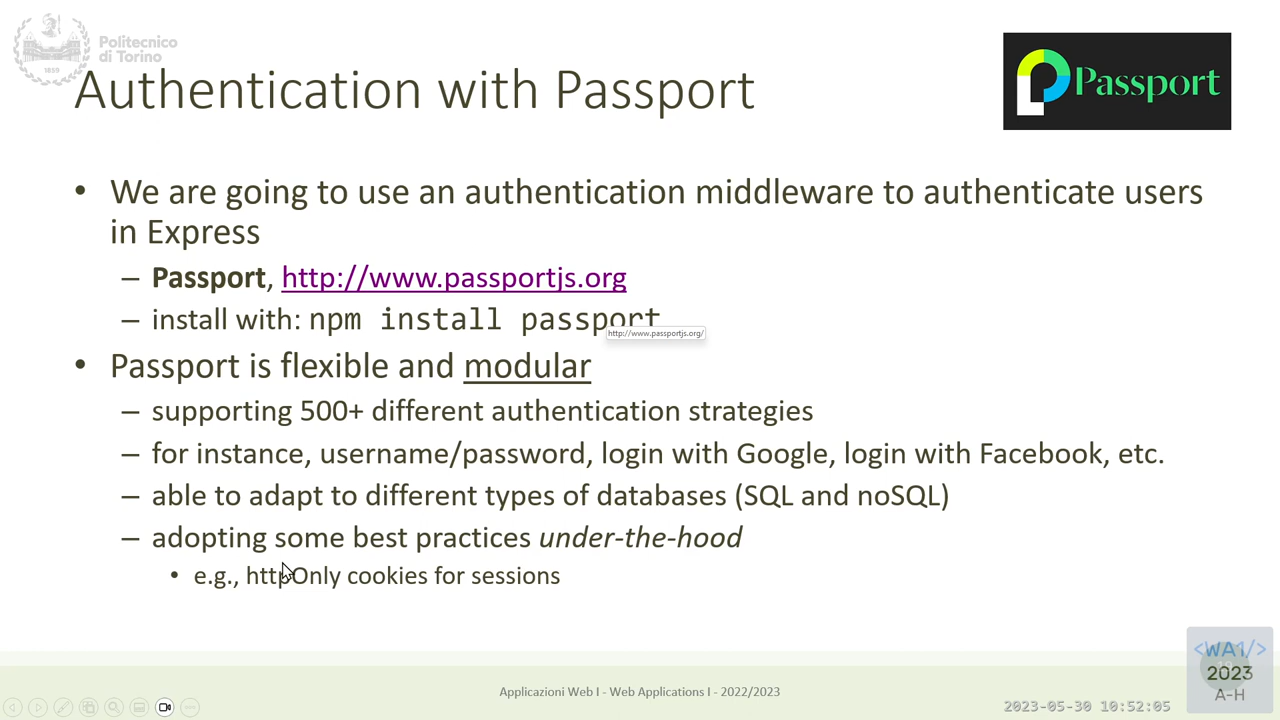 Politecnico
di Torino
1859
Authentication with Passport
Passport
• We are going to use an authentication middleware to authenticate users
in Express
– Passport, http://www.passportjs.org
– install with: npm install passport
http://www.passportjs.org/
• Passport is flexible and modular
– supporting 500+ different authentication strategies
– for instance, username/password, login with Google, login with Facebook, etc.
– able to adapt to different types of databases (SQL and noSQL)
– adopting some best practices under-the-hood
• e.g., httpOnly cookies for sessions
<WA1/>
2023
A-H
Applicazioni Web I - Web Applications I - 2022/2023
2023-05-30 10:52:05